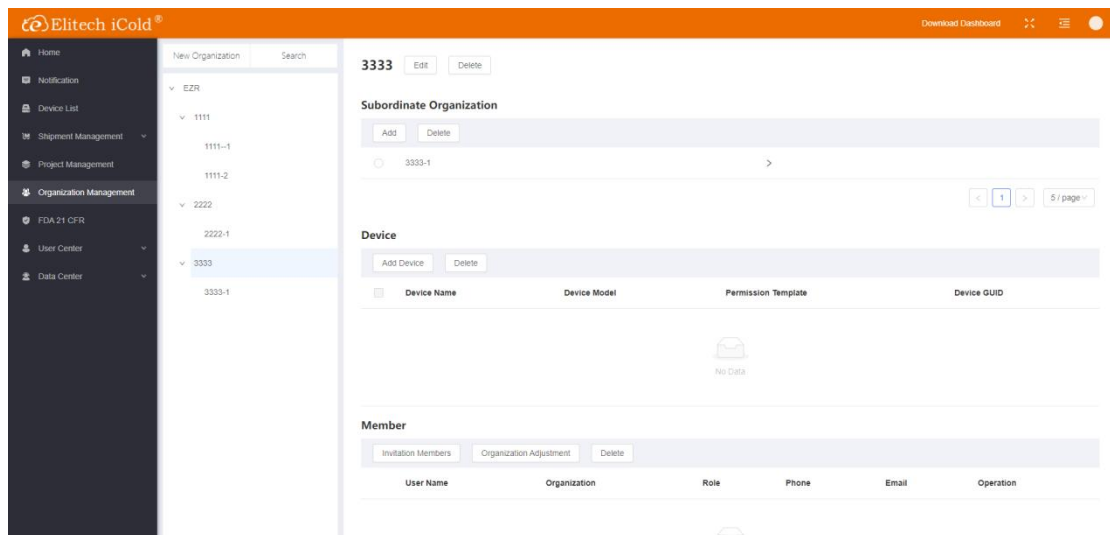 Elitech iCold®
Download Dashboard
Home
Notification
Device List
Shipment Management
Project Management
Organization Management
FDA 21 CFR
User Center
Data Center
New Organization
Search
EZR
1111
1111--1
1111-2
2222
2222-1
3333
3333-1
3333 Edit Delete
Subordinate Organization
Add Delete
3333-1 >
< 1 > 5 / page
Device
Add Device Delete
Device Name Device Model Permission Template Device GUID
No Data
Member
Invitation Members Organization Adjustment Delete
User Name Organization Role Phone Email Operation